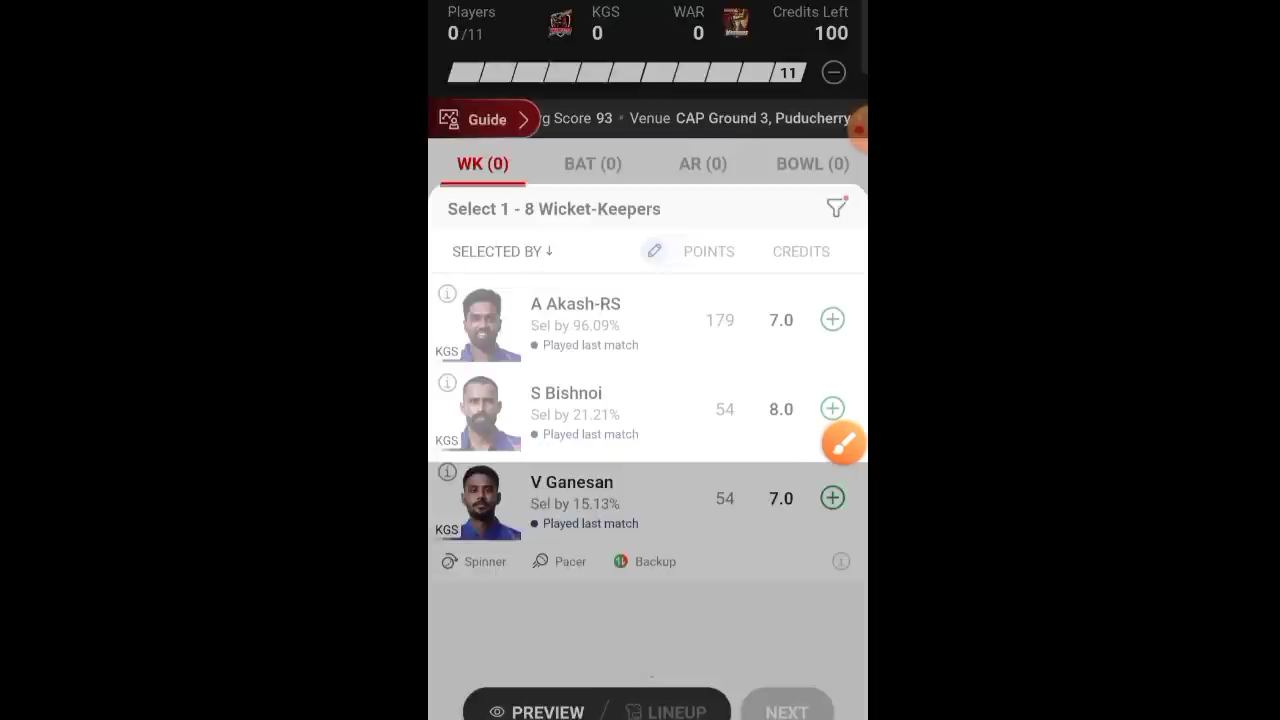 Players KGS WAR Credits Left
0/11 0 0 100
11
Guide g Score 93 • Venue CAP Ground 3, Puducherry
WK (0) BAT (0) AR (0) BOWL (0)
Select 1 - 8 Wicket-Keepers
SELECTED BY ↓ POINTS CREDITS
A Akash-RS
Sel by 96.09% 179 7.0
KGS Played last match
S Bishnoi
Sel by 21.21% 54 8.0
KGS Played last match
V Ganesan
Sel by 15.13% 54 7.0
KGS Played last match
Spinner Pacer Backup
PREVIEW / LINEUP NEXT